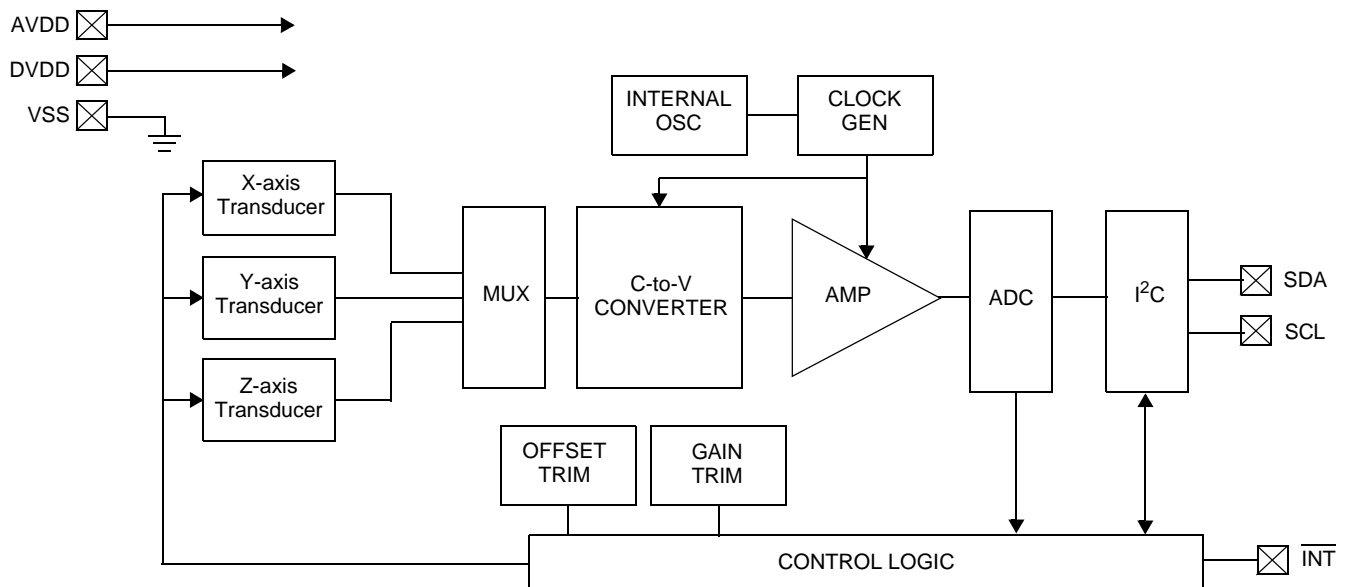 AVDD
DVDD
VSS
INTERNAL
OSC
CLOCK
GEN
X-axis
Transducer
Y-axis
Transducer
Z-axis
Transducer
MUX
C-to-V
CONVERTER
AMP
ADC
I²C
SDA
SCL
OFFSET
TRIM
GAIN
TRIM
CONTROL LOGIC
INT